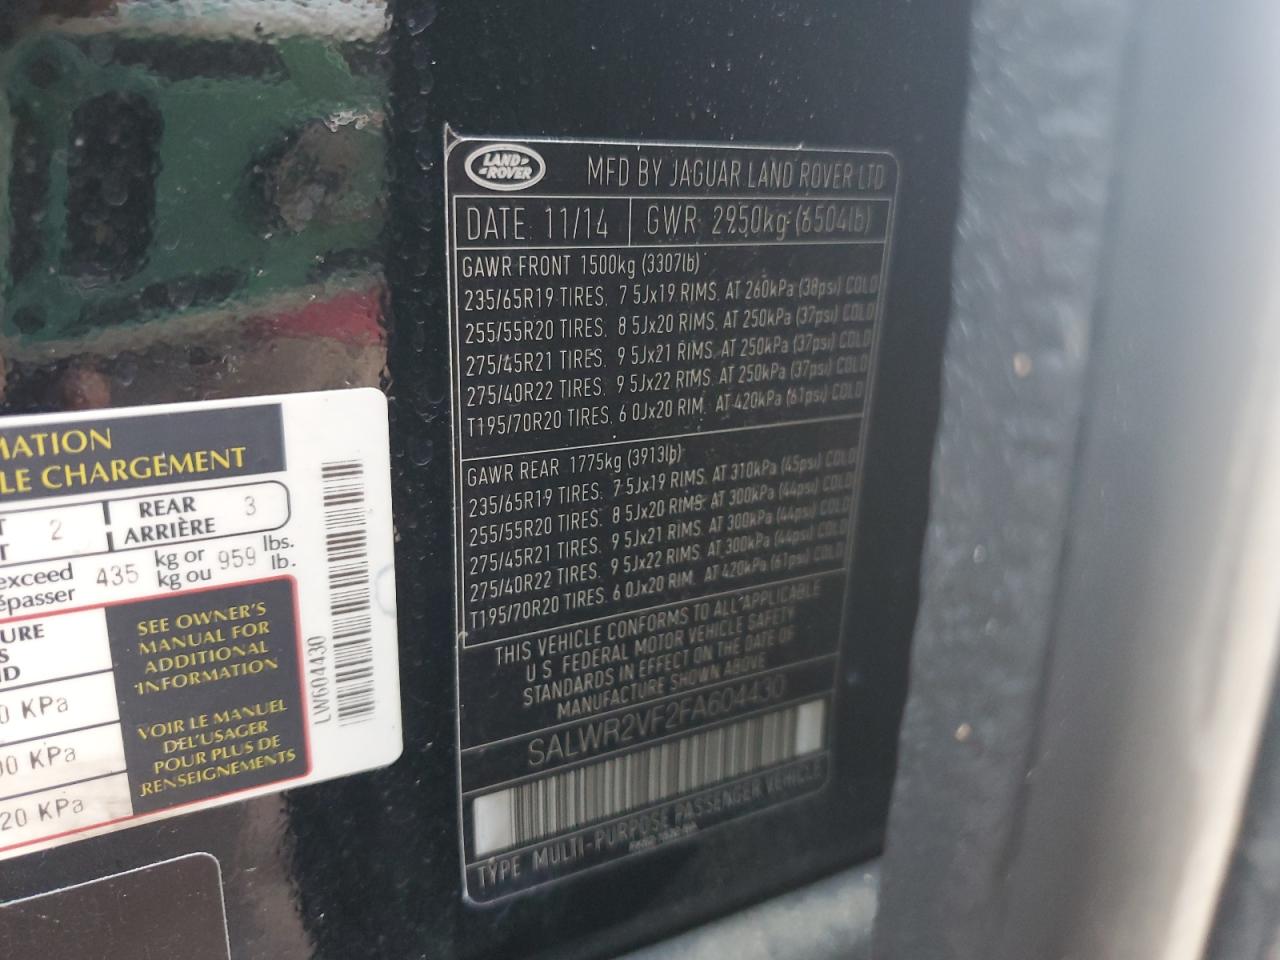 LAND ROVER
MFD BY JAGUAR LAND ROVER LTD
DATE: 11/14
GWR: 2950kg (6504lb)
GAWR FRONT 1500kg (3307lb)
235/65R19 TIRES, 7.5Jx19 RIMS, AT 260kPa (38psi) COLD
255/55R20 TIRES, 8.5Jx20 RIMS, AT 250kPa (37psi) COLD
275/45R21 TIRES, 9.5Jx21 RIMS, AT 250kPa (37psi) COLD
275/40R22 TIRES, 9.5Jx22 RIMS, AT 250kPa (37psi) COLD
T195/70R20 TIRES, 6.0Jx20 RIM, AT 420kPa (61psi) COLD
GAWR REAR 1775kg (3913lb)
235/65R19 TIRES, 7.5Jx19 RIMS, AT 310kPa (45psi) COLD
255/55R20 TIRES, 8.5Jx20 RIMS, AT 300kPa (44psi) COLD
275/45R21 TIRES, 9.5Jx21 RIMS, AT 300kPa (44psi) COLD
275/40R22 TIRES, 9.5Jx22 RIMS, AT 300kPa (44psi) COLD
T195/70R20 TIRES, 6.0Jx20 RIM, AT 420kPa (61psi) COLD
THIS VEHICLE CONFORMS TO ALL APPLICABLE
U S FEDERAL MOTOR VEHICLE SAFETY
STANDARDS IN EFFECT ON THE DATE OF
MANUFACTURE SHOWN ABOVE
SALWR2VF2FA604430
TYPE MULTI-PURPOSE PASSENGER VEHICLE
MATION
LE CHARGEMENT
T 2 REAR 3
T ARRIÈRE
exceed 435 kg or 959 lbs.
épasser kg ou lb.
URE
S
D
0 KPa
00 KPa
20 KPa
SEE OWNER'S
MANUAL FOR
ADDITIONAL
INFORMATION
VOIR LE MANUEL
DE L'USAGER
POUR PLUS DE
RENSEIGNEMENTS
LW604430